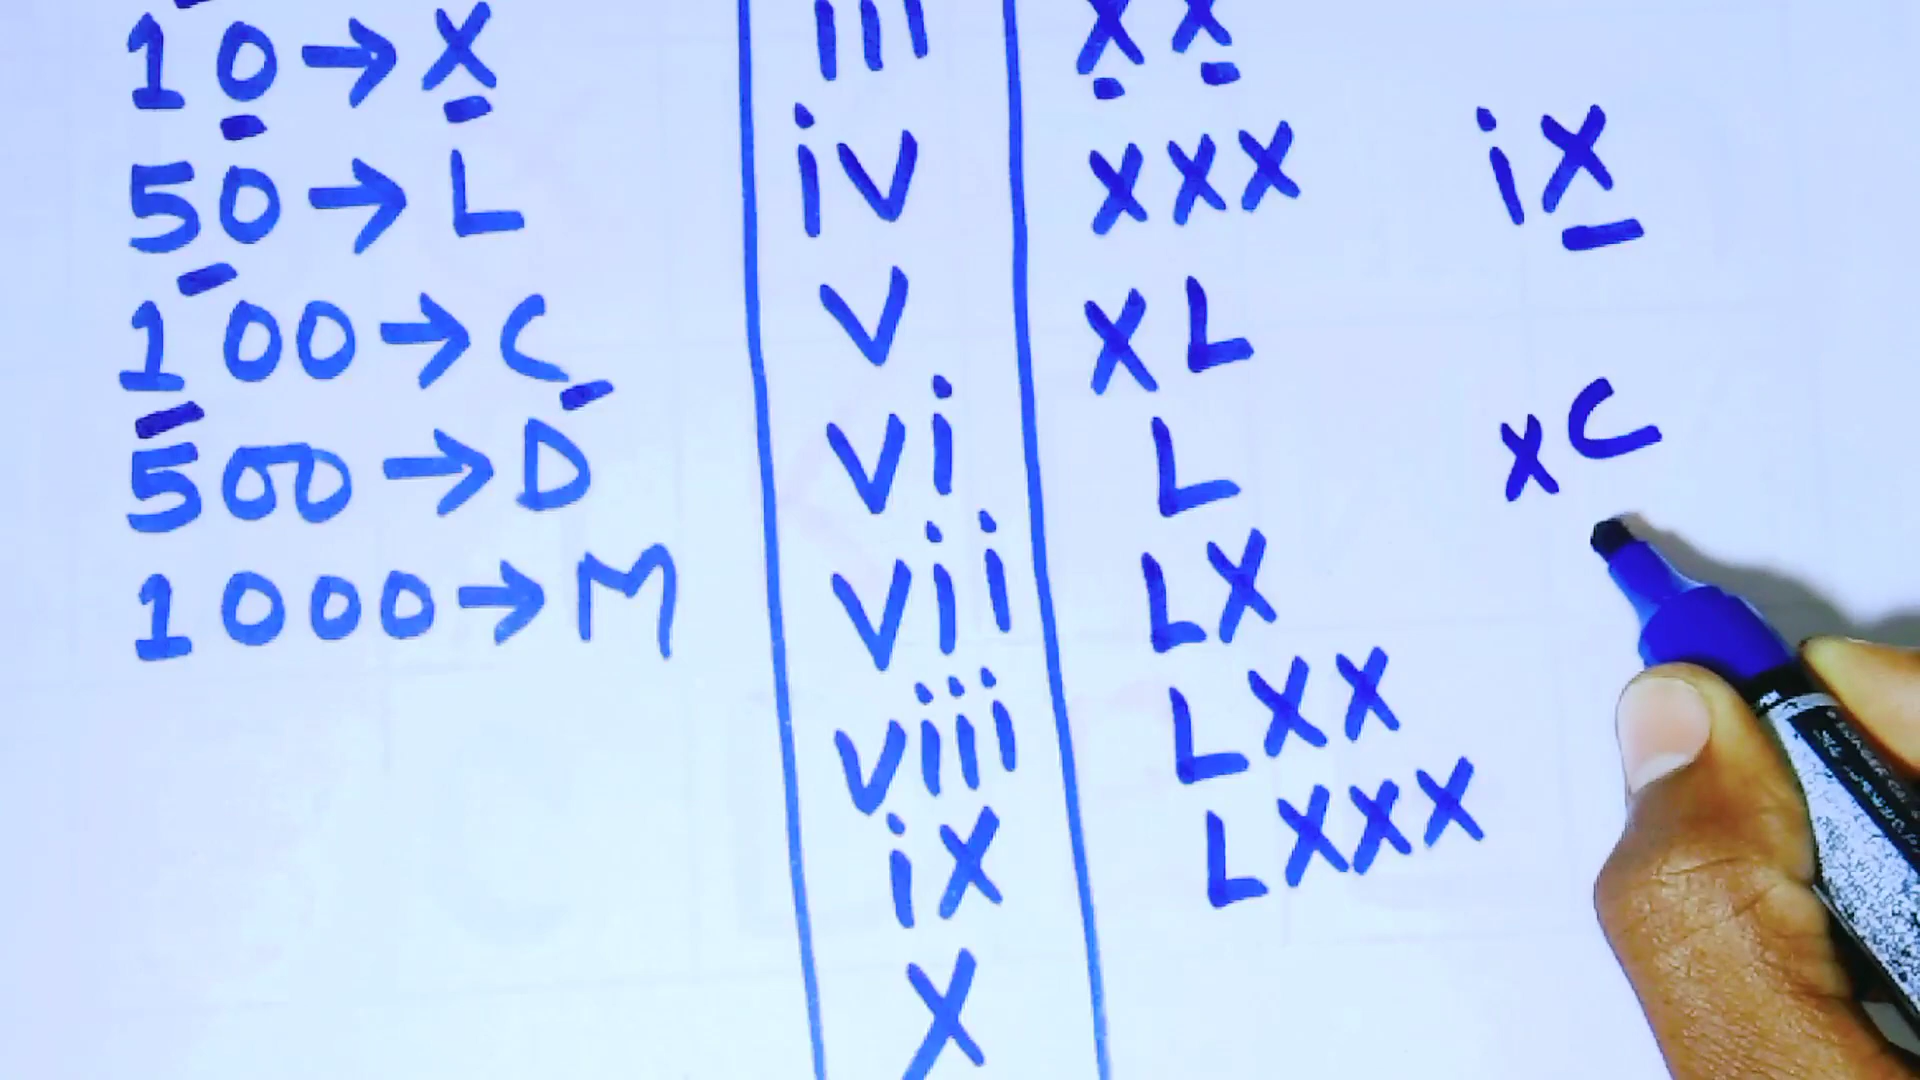 10→X
50→L
100→C
500→D
1000→M
iii
iv
v
vi
vii
viii
iX
X
XX
XXX
XL
L
LX
LXX
LXXX
iX
XC